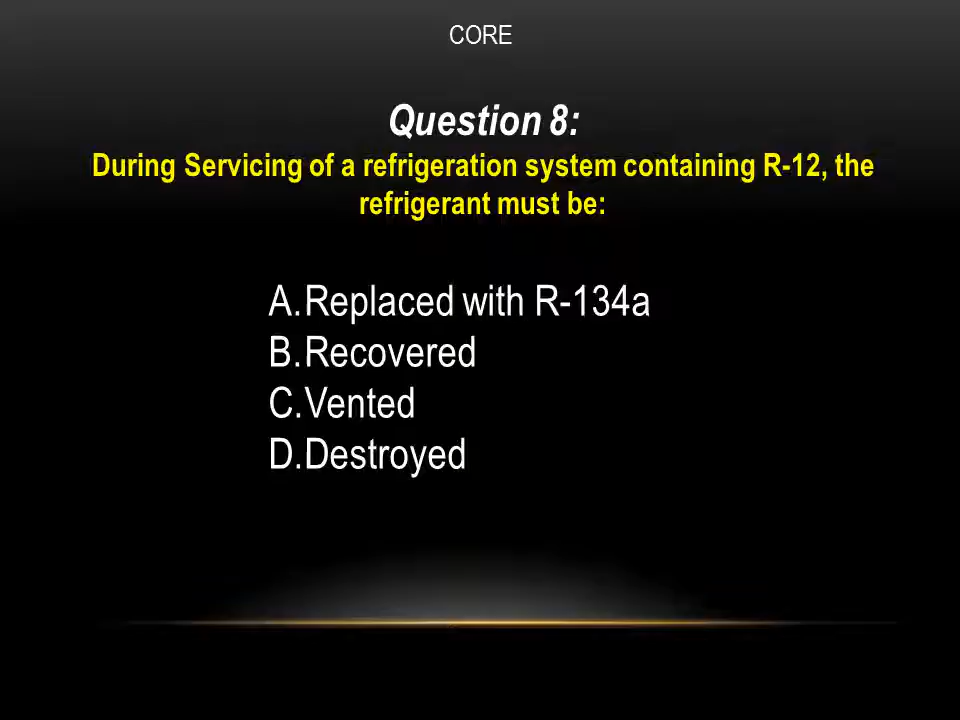 CORE
Question 8:
During Servicing of a refrigeration system containing R-12, the
refrigerant must be:
A.Replaced with R-134a
B.Recovered
C.Vented
D.Destroyed